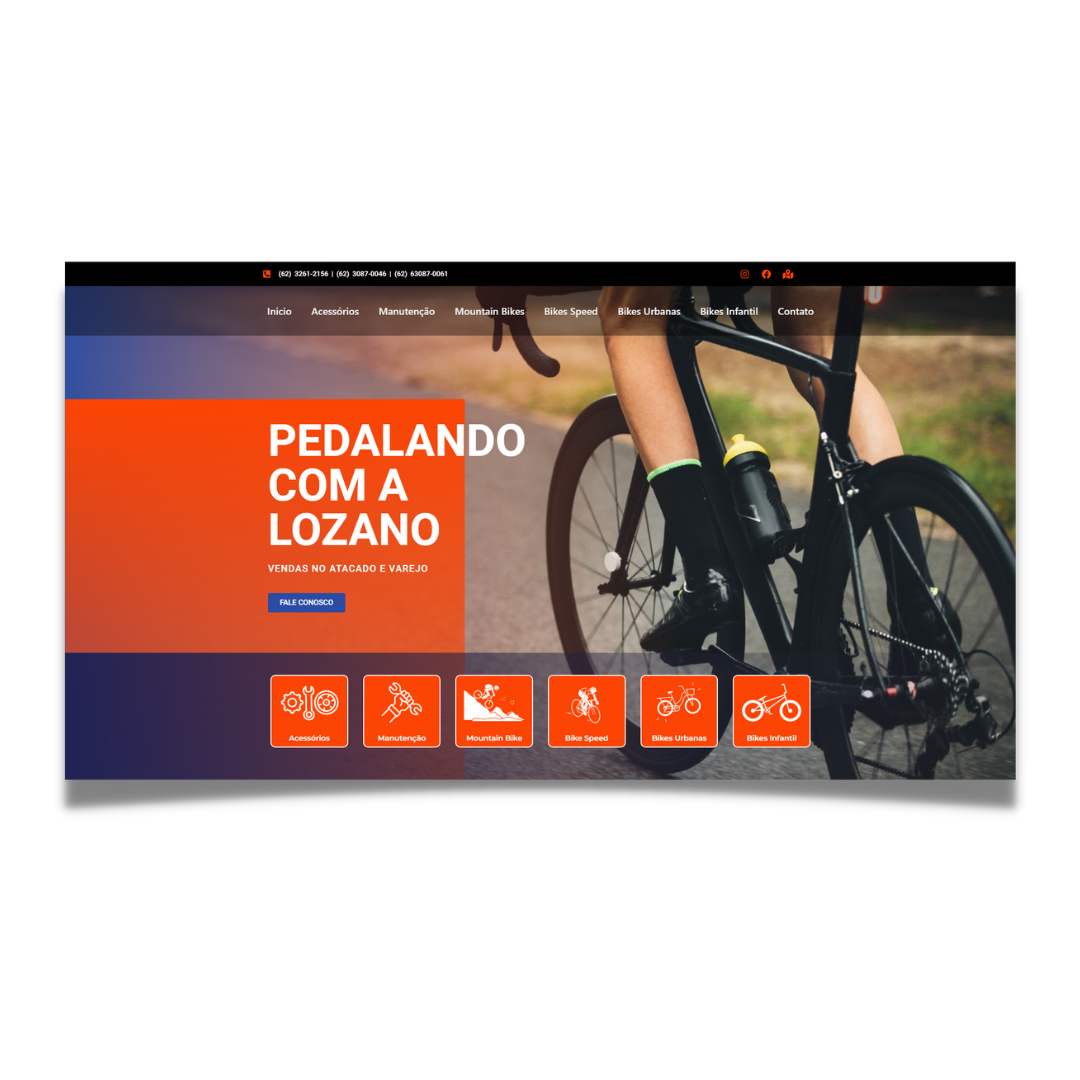 (62) 3261-2156 | (62) 3087-0046 | (62) 63087-0061
Inicio Acessórios Manutenção Mountain Bikes Bikes Speed Bikes Urbanas Bikes Infantil Contato
PEDALANDO
COM A
LOZANO
VENDAS NO ATACADO E VAREJO
FALE CONOSCO
Acessórios Manutenção Mountain Bike Bike Speed Bikes Urbanas Bikes Infantil